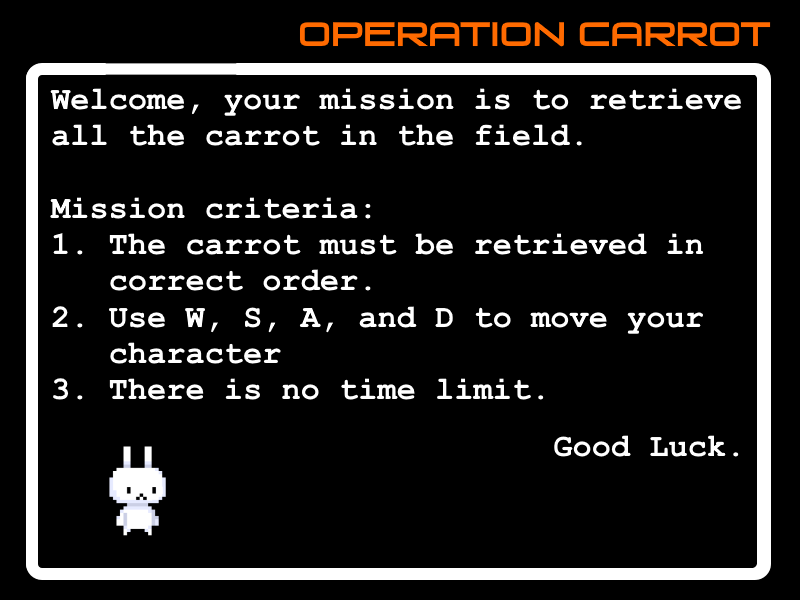 OPERATION CARROT
Welcome, your mission is to retrieve
all the carrot in the field.
Mission criteria:
1. The carrot must be retrieved in
correct order.
2. Use W, S, A, and D to move your
character
3. There is no time limit.
Good Luck.